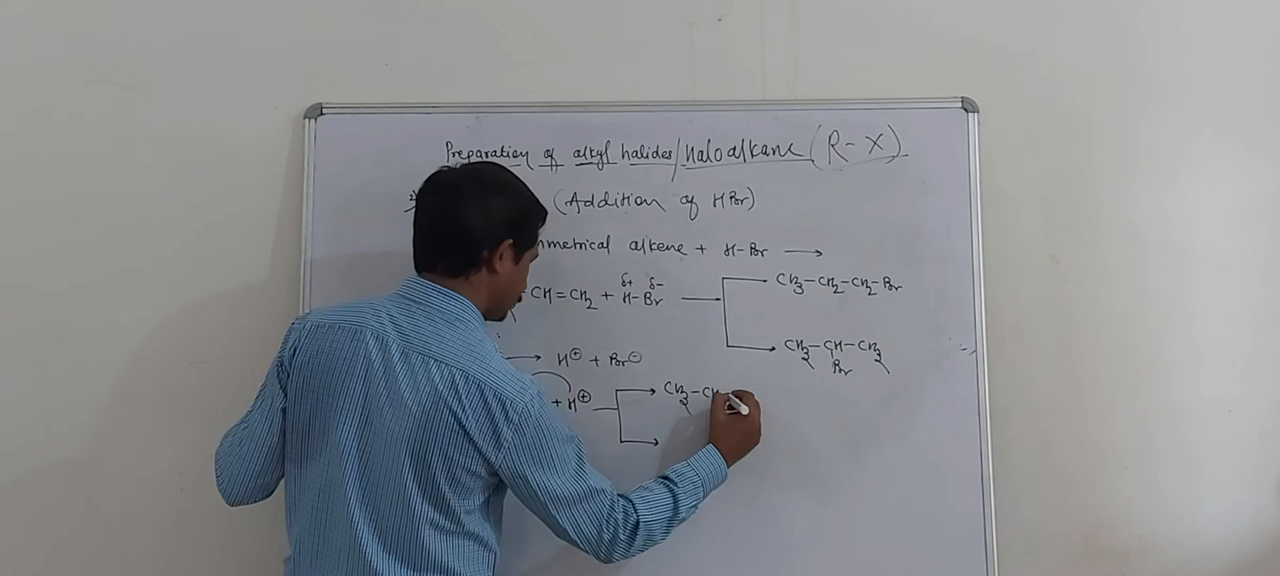 Preparation of alkyl halides/Haloalkane (R-X)
2) (Addition of HBr)
alkene + H-Br ⟶
CH=CH₂ + H-Br ⟶ CH₃-CH₂-CH₂-Br
δ+ δ-
CH₃-CH-CH₃
Br
⟶ H⊕ + Br⊖
+ H⊕ ⟶ CH₃-CH